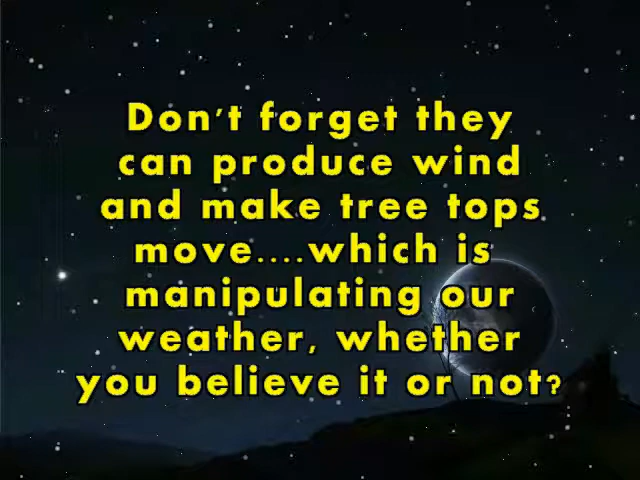 Don't forget they
can produce wind
and make tree tops
move....which is
manipulating our
weather, whether
you believe it or not?